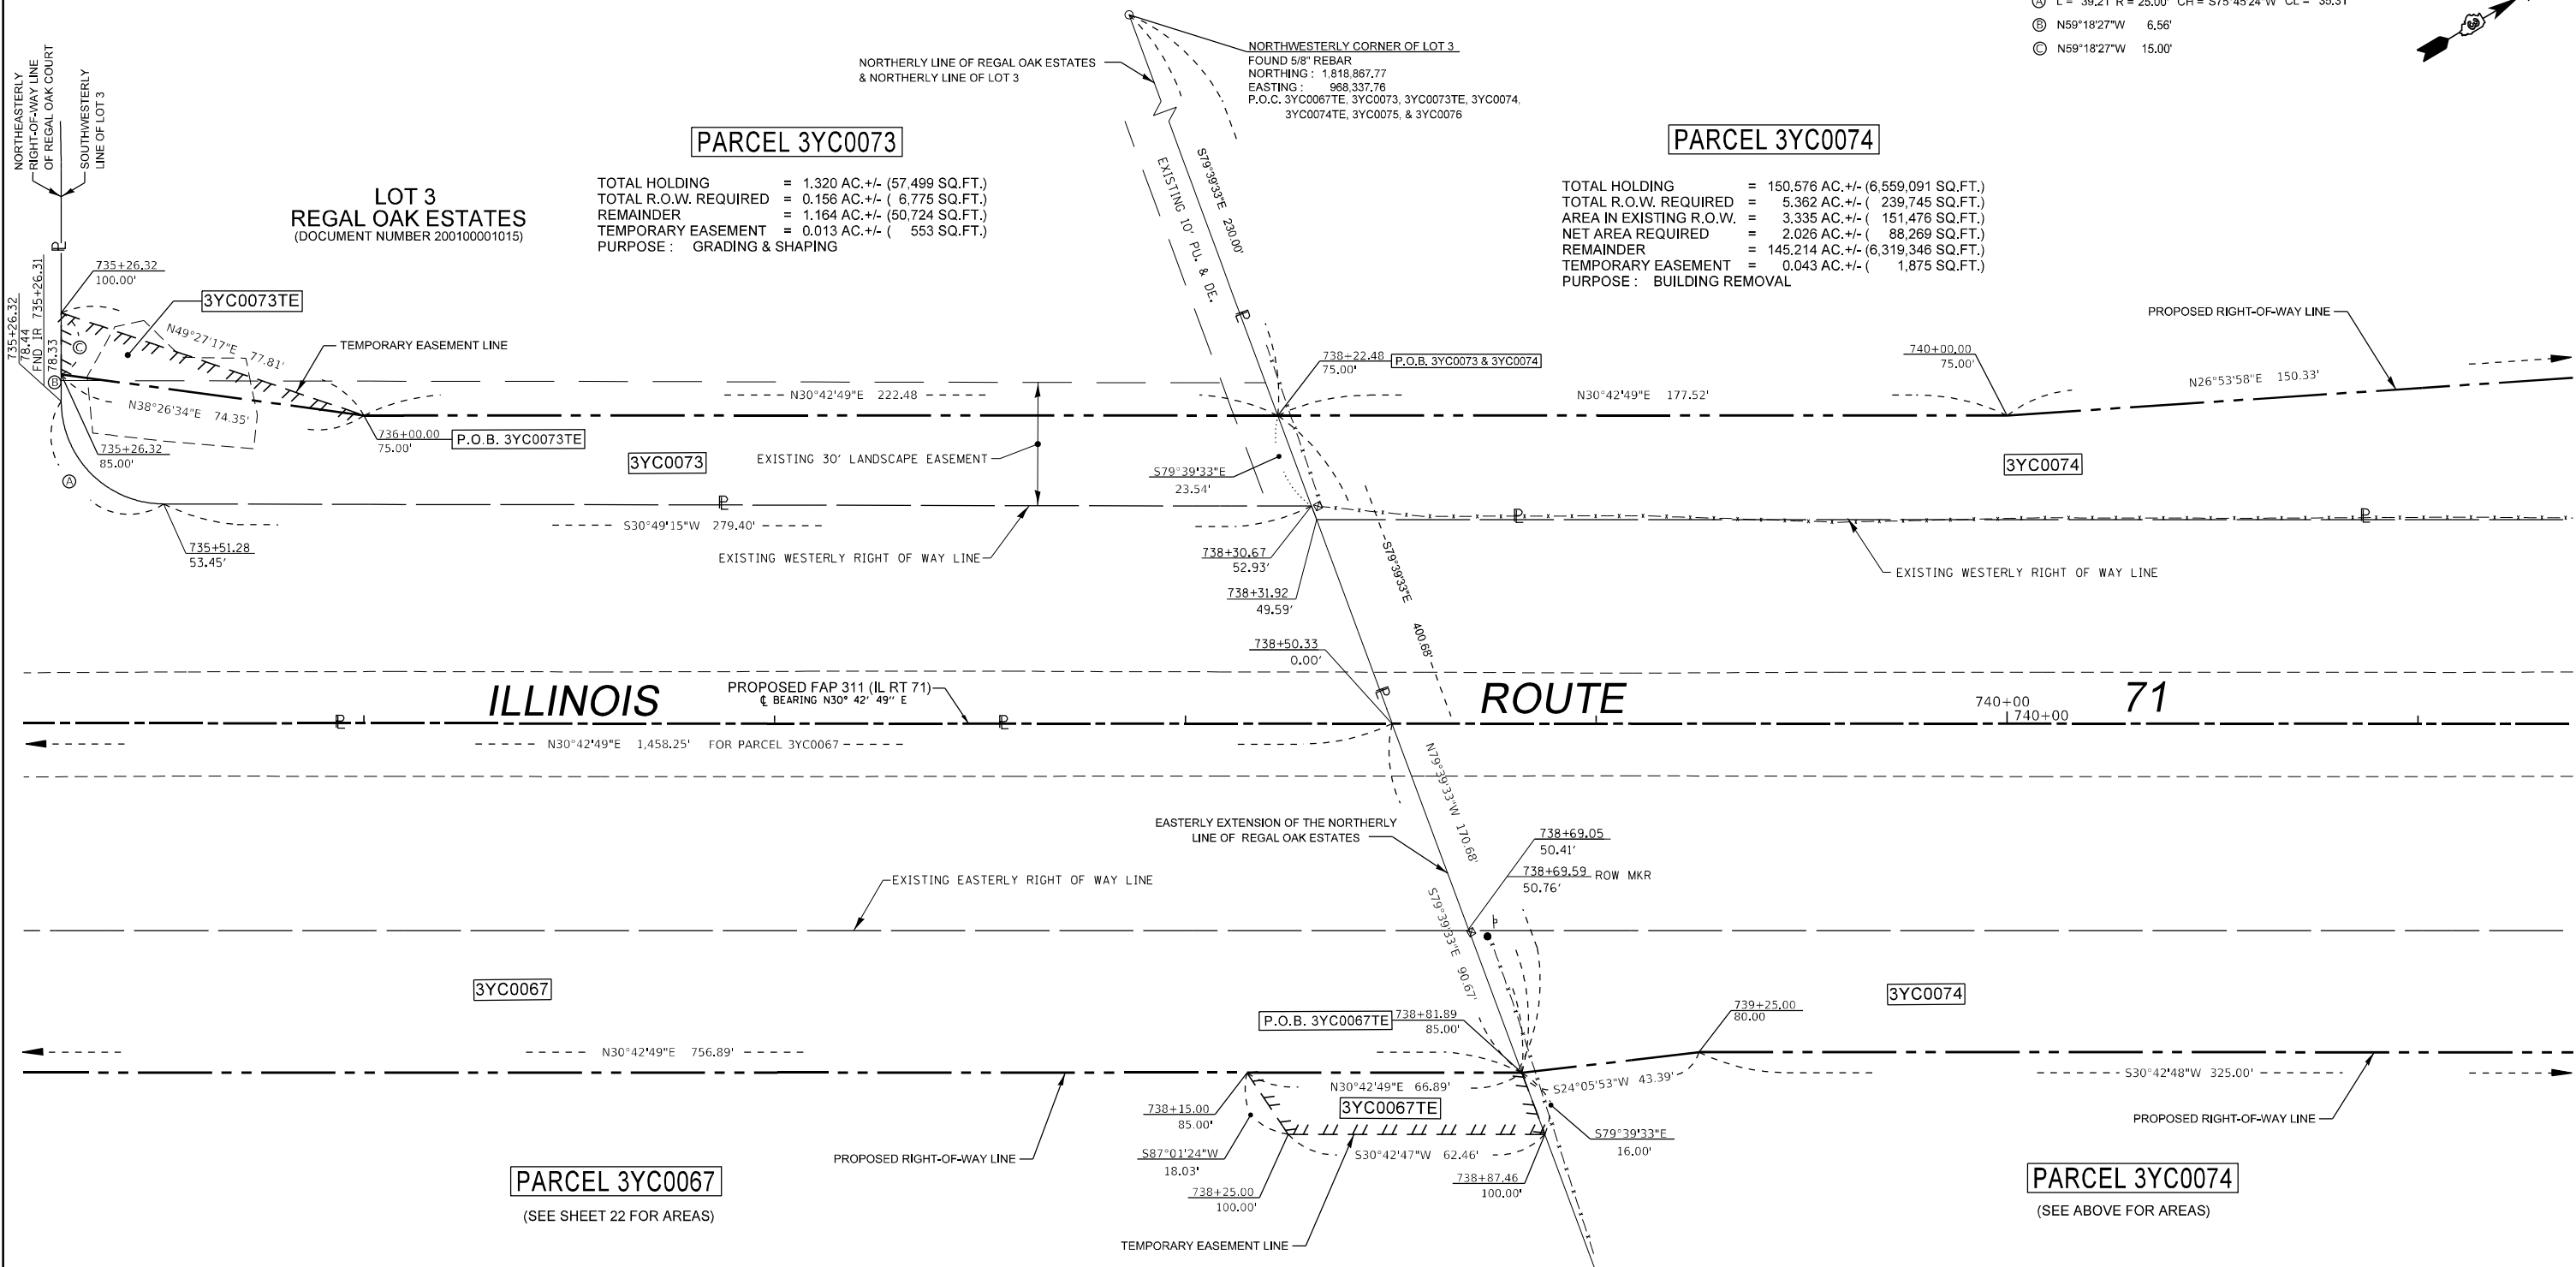 Ⓐ L = 39.21' R = 25.00' CH = S75°45'24"W CL = 35.31'
Ⓑ N59°18'27"W 6.56'
Ⓒ N59°18'27"W 15.00'
NORTHEASTERLY
RIGHT-OF-WAY LINE
OF REGAL OAK COURT
SOUTHWESTERLY
LINE OF LOT 3
NORTHERLY LINE OF REGAL OAK ESTATES
& NORTHERLY LINE OF LOT 3
NORTHWESTERLY CORNER OF LOT 3
FOUND 5/8" REBAR
NORTHING : 1,818,867.77
EASTING : 968,337.76
P.O.C. 3YC0067TE, 3YC0073, 3YC0073TE, 3YC0074,
3YC0074TE, 3YC0075, & 3YC0076
PARCEL 3YC0073
TOTAL HOLDING = 1.320 AC.+/- (57,499 SQ.FT.)
TOTAL R.O.W. REQUIRED = 0.156 AC.+/- ( 6,775 SQ.FT.)
REMAINDER = 1.164 AC.+/- (50,724 SQ.FT.)
TEMPORARY EASEMENT = 0.013 AC.+/- ( 553 SQ.FT.)
PURPOSE : GRADING & SHAPING
LOT 3
REGAL OAK ESTATES
(DOCUMENT NUMBER 200100001015)
PARCEL 3YC0074
TOTAL HOLDING = 150.576 AC.+/- (6,559,091 SQ.FT.)
TOTAL R.O.W. REQUIRED = 5.362 AC.+/- ( 239,745 SQ.FT.)
AREA IN EXISTING R.O.W. = 3.335 AC.+/- ( 151,476 SQ.FT.)
NET AREA REQUIRED = 2.026 AC.+/- ( 88,269 SQ.FT.)
REMAINDER = 145.214 AC.+/- (6,319,346 SQ.FT.)
TEMPORARY EASEMENT = 0.043 AC.+/- ( 1,875 SQ.FT.)
PURPOSE : BUILDING REMOVAL
EXISTING 10' PU. & DE.
S79°39'33"E 230.00'
735+26.32
100.00'
735+26.32
78.44
FND IR 735+26.31
78.33
3YC0073TE
N49°27'17"E 77.81'
TEMPORARY EASEMENT LINE
Ⓒ
Ⓑ
N38°26'34"E 74.35'
735+26.32
85.00'
Ⓐ
736+00.00
75.00'
P.O.B. 3YC0073TE
N30°42'49"E 222.48
3YC0073
EXISTING 30' LANDSCAPE EASEMENT
738+22.48
75.00'
P.O.B. 3YC0073 & 3YC0074
N30°42'49"E 177.52'
740+00.00
75.00'
PROPOSED RIGHT-OF-WAY LINE
N26°53'58"E 150.33'
3YC0074
S79°39'33"E
23.54'
735+51.28
53.45'
S30°49'15"W 279.40'
EXISTING WESTERLY RIGHT OF WAY LINE
738+30.67
52.93'
738+31.92
49.59'
S79°39'33"E 400.68'
EXISTING WESTERLY RIGHT OF WAY LINE
738+50.33
0.00'
ILLINOIS
PROPOSED FAP 311 (IL RT 71)
℄ BEARING N30° 42' 49" E
ROUTE
740+00
740+00
71
N30°42'49"E 1,458.25' FOR PARCEL 3YC0067
N79°39'33"W 170.68'
EASTERLY EXTENSION OF THE NORTHERLY
LINE OF REGAL OAK ESTATES
738+69.05
50.41'
738+69.59 ROW MKR
50.76'
EXISTING EASTERLY RIGHT OF WAY LINE
S79°39'33"E 90.67'
3YC0067
P.O.B. 3YC0067TE
738+81.89
85.00'
739+25.00
80.00
3YC0074
N30°42'49"E 756.89'
N30°42'49"E 66.89'
S24°05'53"W 43.39'
S30°42'48"W 325.00'
3YC0067TE
738+15.00
85.00'
S87°01'24"W
18.03'
738+25.00
100.00'
S30°42'47"W 62.46'
738+87.46
100.00'
S79°39'33"E
16.00'
PROPOSED RIGHT-OF-WAY LINE
PROPOSED RIGHT-OF-WAY LINE
PARCEL 3YC0067
(SEE SHEET 22 FOR AREAS)
TEMPORARY EASEMENT LINE
PARCEL 3YC0074
(SEE ABOVE FOR AREAS)